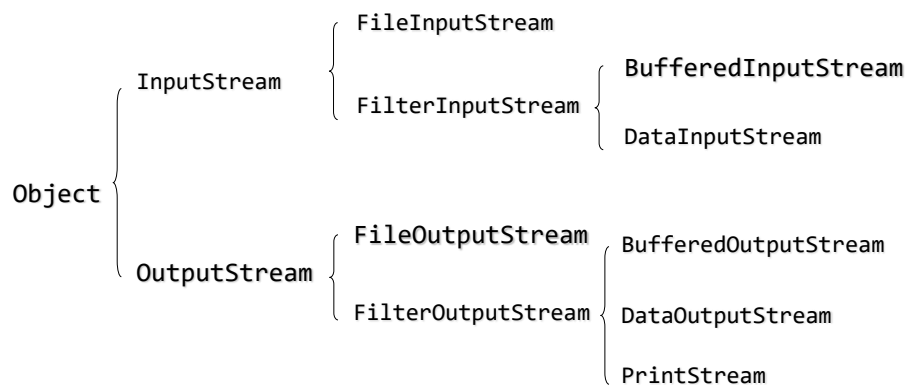 Object
InputStream
FileInputStream
FilterInputStream
BufferedInputStream
DataInputStream
OutputStream
FileOutputStream
FilterOutputStream
BufferedOutputStream
DataOutputStream
PrintStream